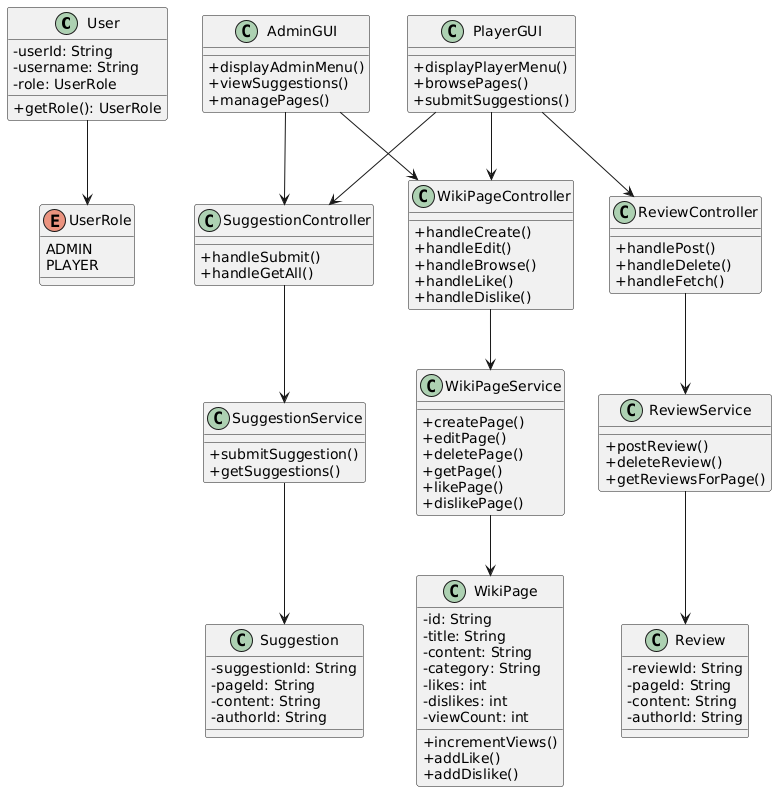 C User
-userId: String
-username: String
-role: UserRole
+getRole(): UserRole
C AdminGUI
+displayAdminMenu()
+viewSuggestions()
+managePages()
C PlayerGUI
+displayPlayerMenu()
+browsePages()
+submitSuggestions()
E UserRole
ADMIN
PLAYER
C SuggestionController
+handleSubmit()
+handleGetAll()
C WikiPageController
+handleCreate()
+handleEdit()
+handleBrowse()
+handleLike()
+handleDislike()
C ReviewController
+handlePost()
+handleDelete()
+handleFetch()
C SuggestionService
+submitSuggestion()
+getSuggestions()
C WikiPageService
+createPage()
+editPage()
+deletePage()
+getPage()
+likePage()
+dislikePage()
C ReviewService
+postReview()
+deleteReview()
+getReviewsForPage()
C Suggestion
-suggestionId: String
-pageId: String
-content: String
-authorId: String
C WikiPage
-id: String
-title: String
-content: String
-category: String
-likes: int
-dislikes: int
-viewCount: int
+incrementViews()
+addLike()
+addDislike()
C Review
-reviewId: String
-pageId: String
-content: String
-authorId: String